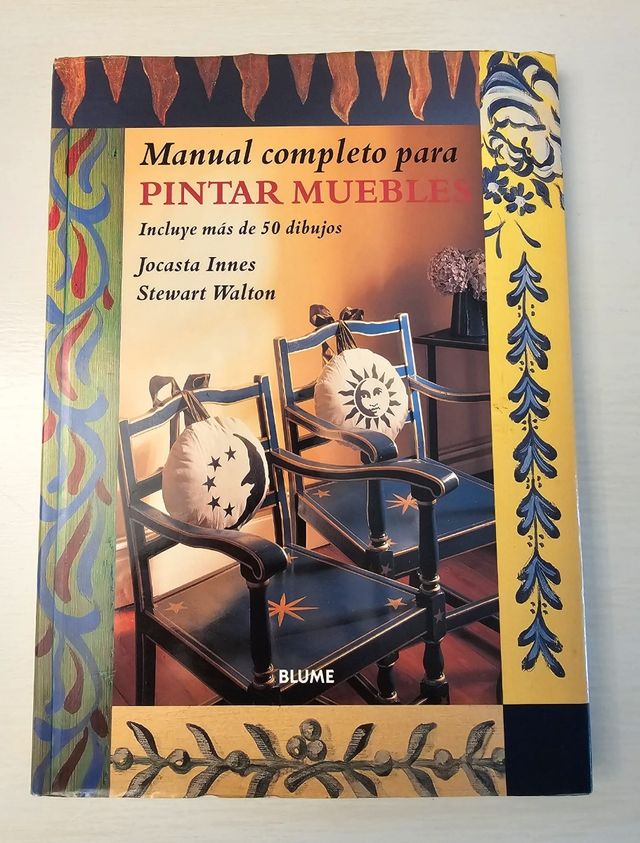 Manual completo para
PINTAR MUEBLES
Incluye más de 50 dibujos
Jocasta Innes
Stewart Walton
BLUME